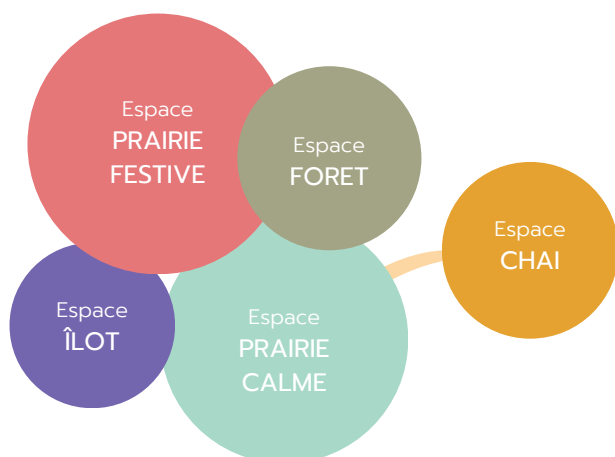 Espace
PRAIRIE
FESTIVE
Espace
FORET
Espace
CHAI
Espace
ÎLOT
Espace
PRAIRIE
CALME